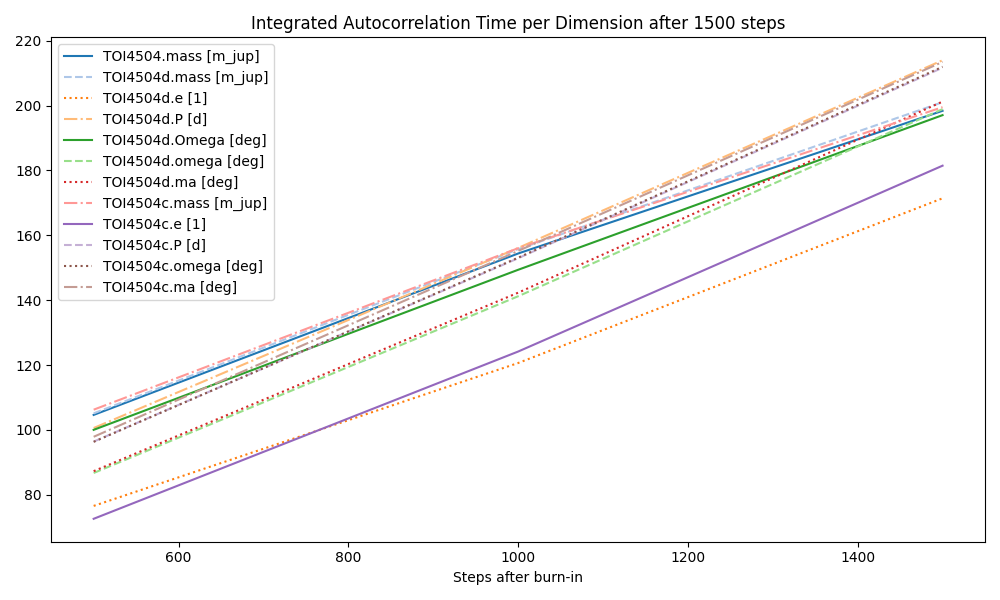 Integrated Autocorrelation Time per Dimension after 1500 steps
220
200
180
160
140
120
100
80
TOI4504.mass [m_jup]
TOI4504d.mass [m_jup]
TOI4504d.e [1]
TOI4504d.P [d]
TOI4504d.Omega [deg]
TOI4504d.omega [deg]
TOI4504d.ma [deg]
TOI4504c.mass [m_jup]
TOI4504c.e [1]
TOI4504c.P [d]
TOI4504c.omega [deg]
TOI4504c.ma [deg]
600 800 1000 1200 1400
Steps after burn-in